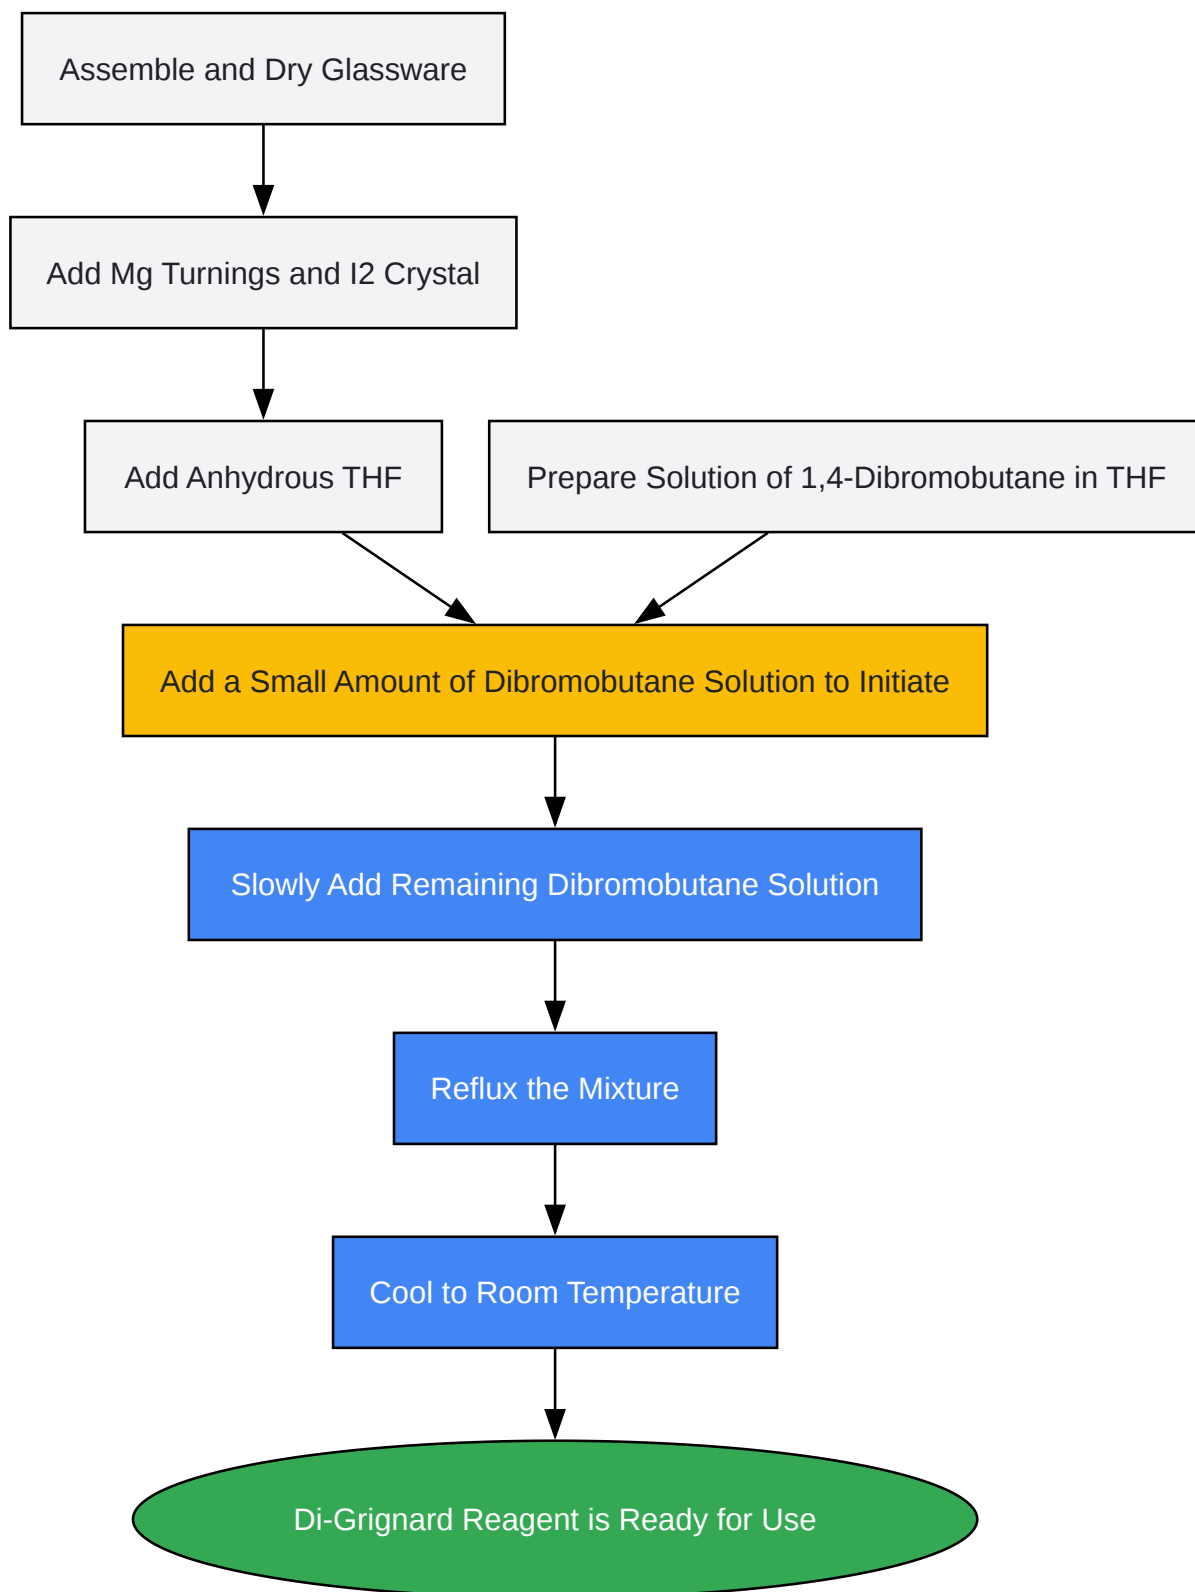 Assemble and Dry Glassware
Add Mg Turnings and I2 Crystal
Add Anhydrous THF
Prepare Solution of 1,4-Dibromobutane in THF
Add a Small Amount of Dibromobutane Solution to Initiate
Slowly Add Remaining Dibromobutane Solution
Reflux the Mixture
Cool to Room Temperature
Di-Grignard Reagent is Ready for Use